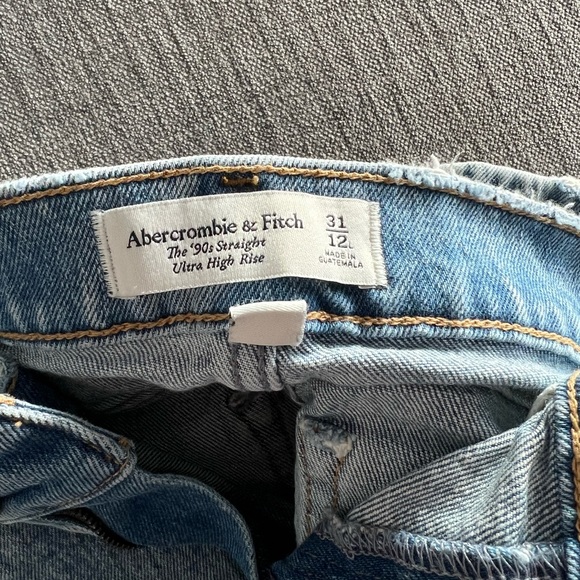 Abercrombie & Fitch
The '90s Straight
Ultra High Rise
31
12L
MADE IN
GUATEMALA